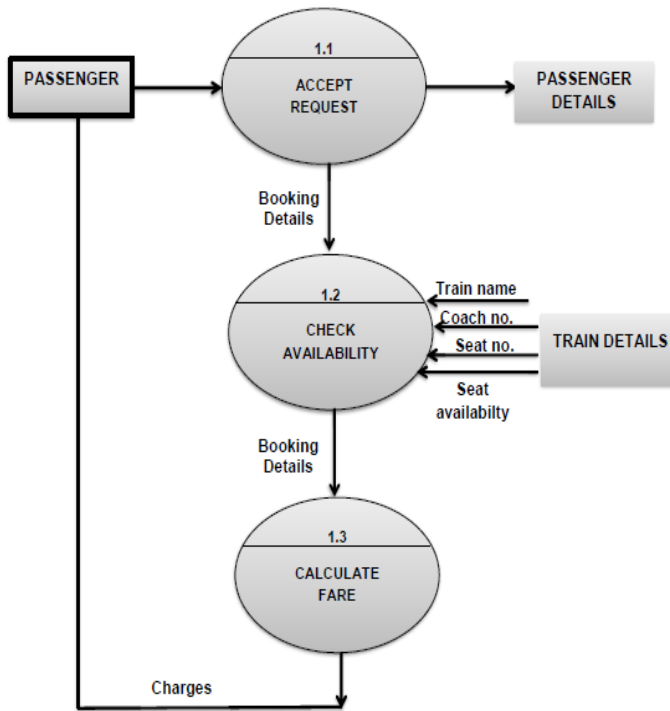 PASSENGER
1.1
ACCEPT
REQUEST
PASSENGER
DETAILS
Booking
Details
1.2
CHECK
AVAILABILITY
Train name
Coach no.
Seat no.
Seat
availabilty
TRAIN DETAILS
Booking
Details
1.3
CALCULATE
FARE
Charges